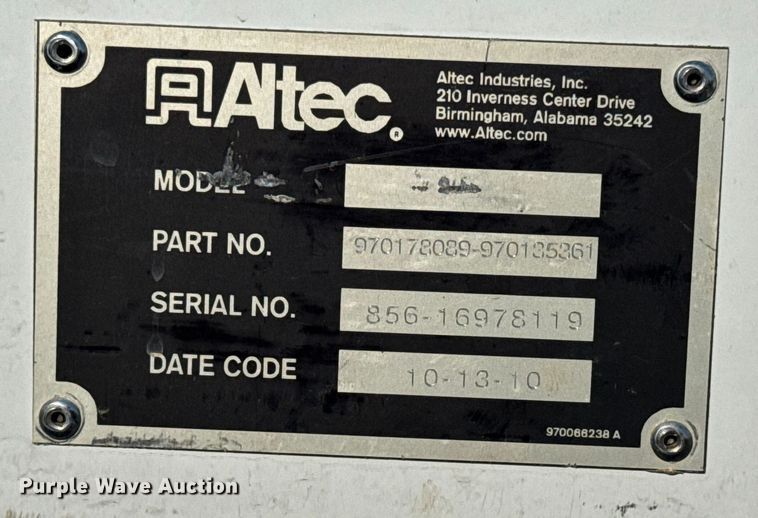 Altec®
Altec Industries, Inc.
210 Inverness Center Drive
Birmingham, Alabama 35242
www.Altec.com
MODEL
PART NO. 970178089-970135361
SERIAL NO. 856-16978119
DATE CODE 10-13-10
970066238 A
Purple Wave Auction